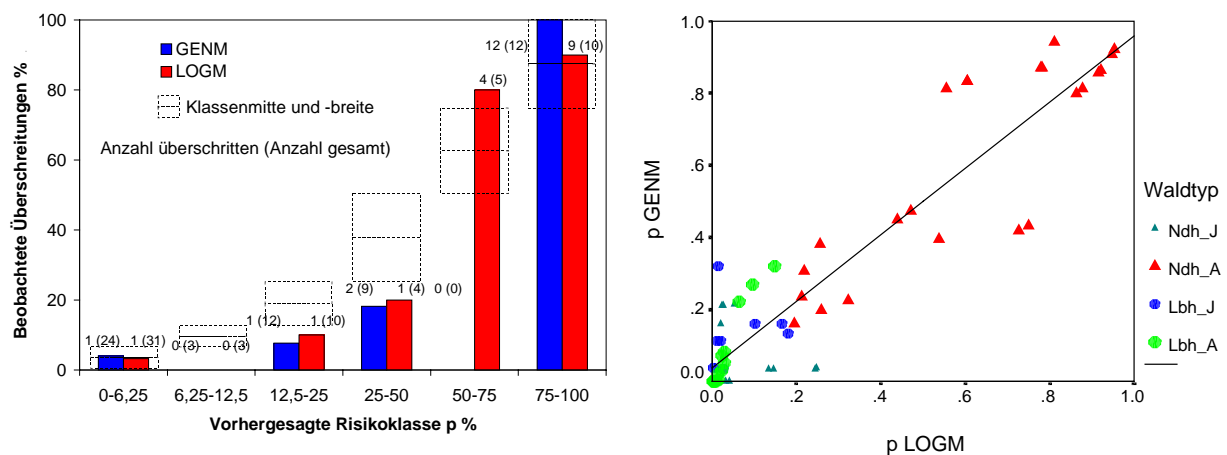 100
80
60
40
20
0
Beobachtete Überschreitungen %
GENM
LOGM
Klassenmitte und -breite
Anzahl überschritten (Anzahl gesamt)
1 (24) 1 (31)
0 (3) 0 (3)
1 (12) 1 (10)
2 (9) 1 (4)
0 (0) 4 (5)
12 (12) 9 (10)
0-6,25 6,25-12,5 12,5-25 25-50 50-75 75-100
Vorhergesagte Risikoklasse p %
1.0
.8
.6
.4
.2
0.0
p GENM
0.0 .2 .4 .6 .8 1.0
p LOGM
Waldtyp
Ndh_J
Ndh_A
Lbh_J
Lbh_A